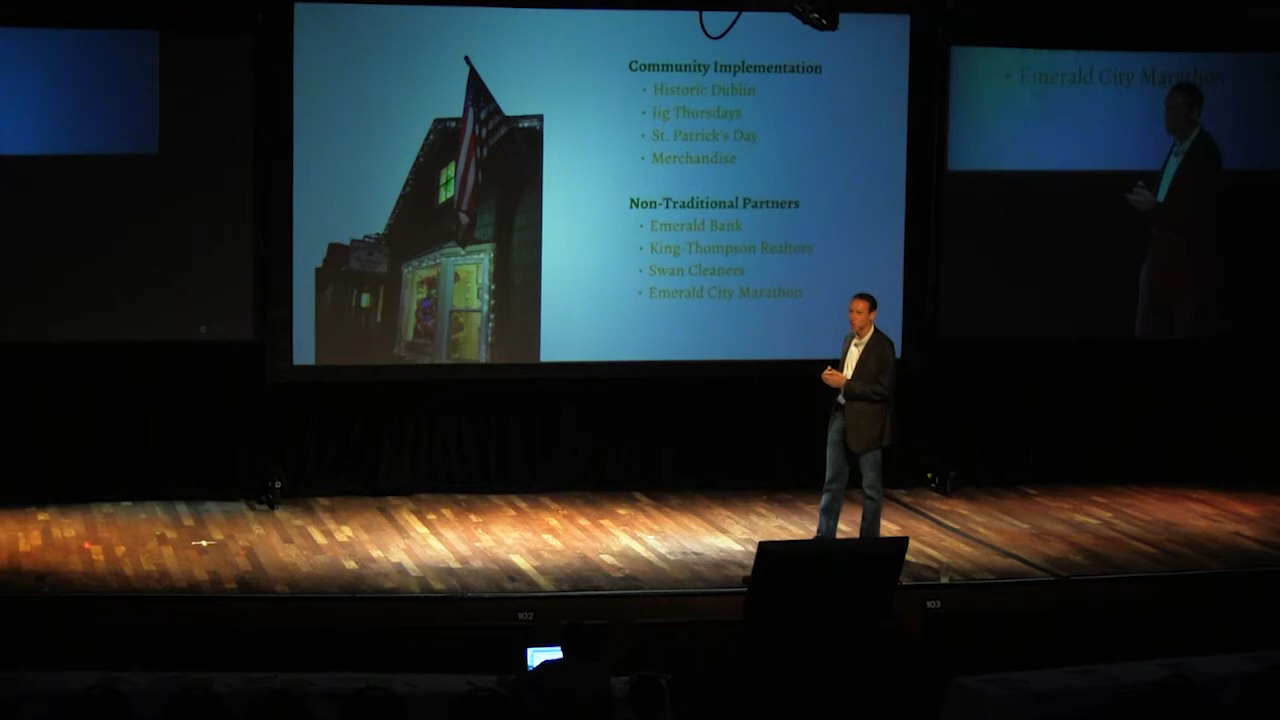 Community Implementation
• Historic Dublin
• Jig Thursdays
• St. Patrick's Day
• Merchandise
Non-Traditional Partners
• Emerald Bank
• King-Thompson Realtors
• Swan Cleaners
• Emerald City Marathon
• Emerald City Marathon
102
103